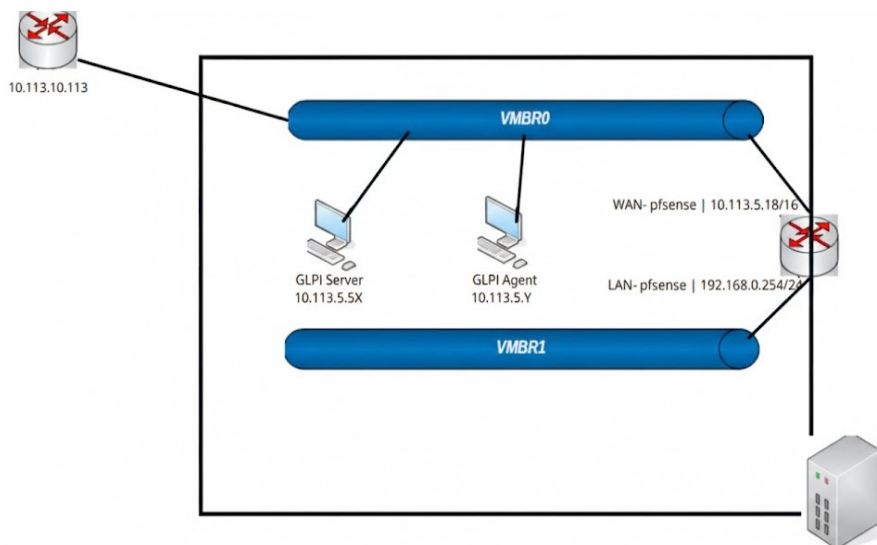 10.113.10.113
VMBR0
WAN- pfsense | 10.113.5.18/16
GLPI Server
10.113.5.5X
GLPI Agent
10.113.5.Y
LAN- pfsense | 192.168.0.254/24
VMBR1